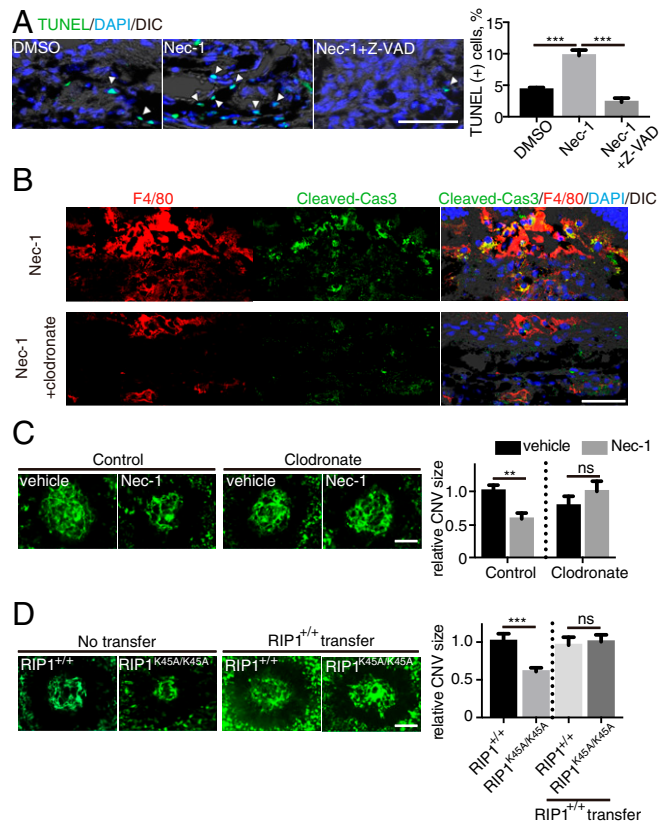 A
TUNEL/DAPI/DIC
DMSO
Nec-1
Nec-1+Z-VAD
TUNEL (+) cells, %
15
10
5
0
***
***
DMSO
Nec-1
Nec-1
+Z-VAD
B
F4/80
Cleaved-Cas3
Cleaved-Cas3/F4/80/DAPI/DIC
Nec-1
Nec-1
+clodronate
C
Control
Clodronate
vehicle
Nec-1
vehicle
Nec-1
vehicle
Nec-1
relative CNV size
1.0
0.5
0
**
ns
Control
Clodronate
D
No transfer
RIP1+/+ transfer
RIP1+/+
RIP1K45A/K45A
RIP1+/+
RIP1K45A/K45A
relative CNV size
1.0
0.5
0
***
ns
RIP1+/+
RIP1K45A/K45A
RIP1+/+
RIP1K45A/K45A
RIP1+/+ transfer